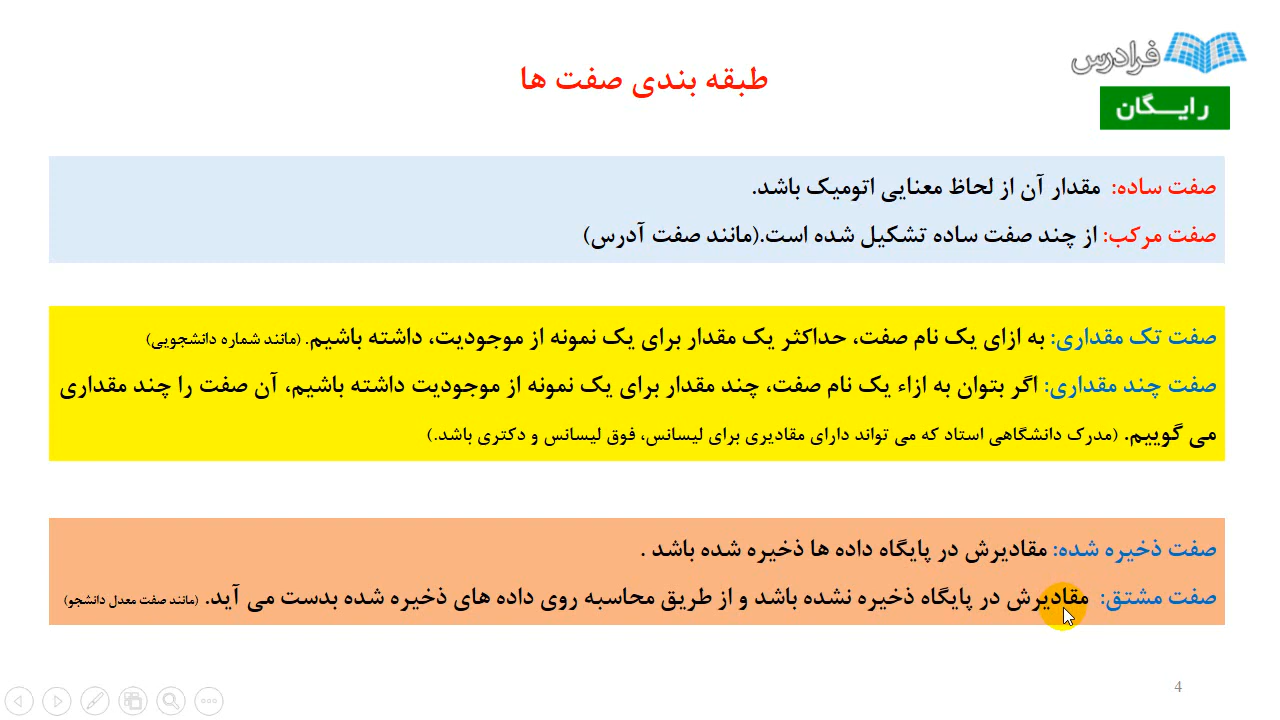 فرادرس
رایـــگان
طبقه بندی صفت ها
صفت ساده: مقدار آن از لحاظ معنایی اتومیک باشد.
صفت مرکب: از چند صفت ساده تشکیل شده است.(مانند صفت آدرس)
صفت تک مقداری: به ازای یک نام صفت، حداکثر یک مقدار برای یک نمونه از موجودیت، داشته باشیم. (مانند شماره دانشجویی)
صفت چند مقداری: اگر بتوان به ازاء یک نام صفت، چند مقدار برای یک نمونه از موجودیت داشته باشیم، آن صفت را چند مقداری
می گوییم. (مدرک دانشگاهی استاد که می تواند دارای مقادیری برای لیسانس، فوق لیسانس و دکتری باشد.)
صفت ذخیره شده: مقادیرش در پایگاه داده ها ذخیره شده باشد .
صفت مشتق: مقادیرش در پایگاه ذخیره نشده باشد و از طریق محاسبه روی داده های ذخیره شده بدست می آید. (مانند صفت معدل دانشجو)
4